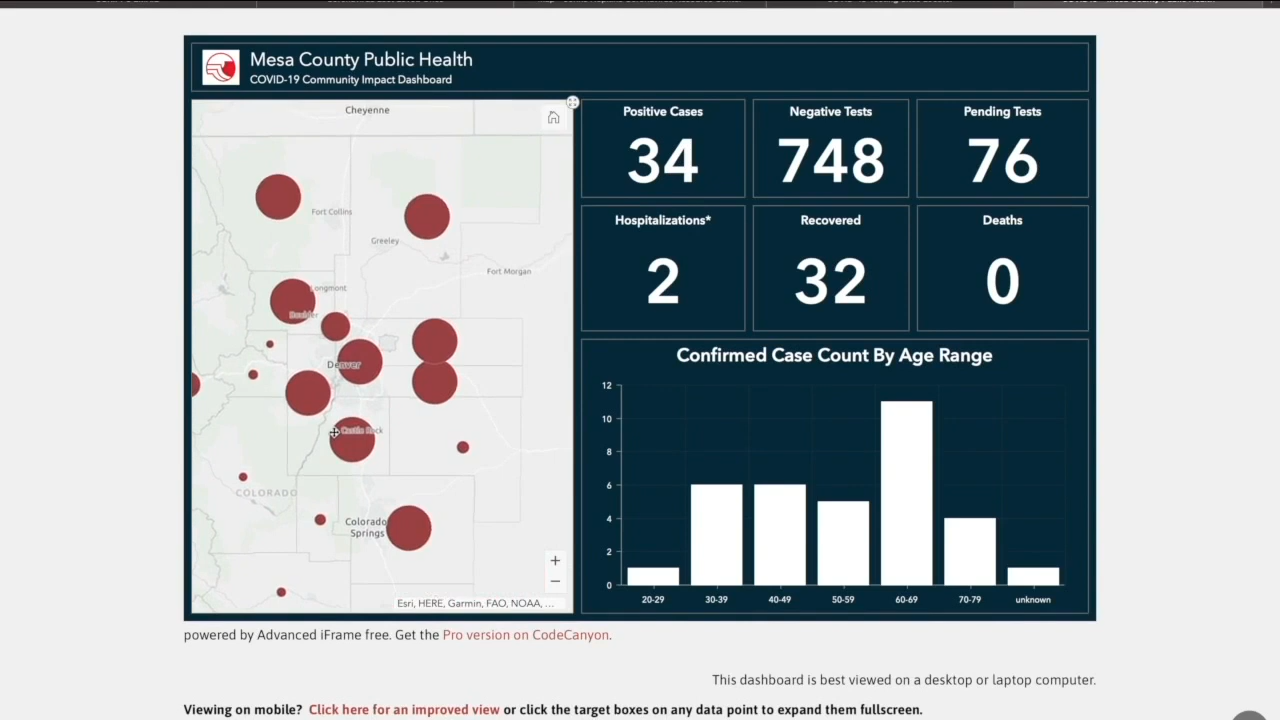 Mesa County Public Health
COVID-19 Community Impact Dashboard
Cheyenne
Fort Collins
Greeley
Fort Morgan
Longmont
Boulder
Denver
Castle Rock
COLORADO
Colorado
Springs
+
−
Esri, HERE, Garmin, FAO, NOAA, ...
Positive Cases
34
Negative Tests
748
Pending Tests
76
Hospitalizations*
2
Recovered
32
Deaths
0
Confirmed Case Count By Age Range
12
10
8
6
4
2
0
20-29 30-39 40-49 50-59 60-69 70-79 unknown
powered by Advanced iFrame free. Get the Pro version on CodeCanyon.
This dashboard is best viewed on a desktop or laptop computer.
Viewing on mobile? Click here for an improved view or click the target boxes on any data point to expand them fullscreen.